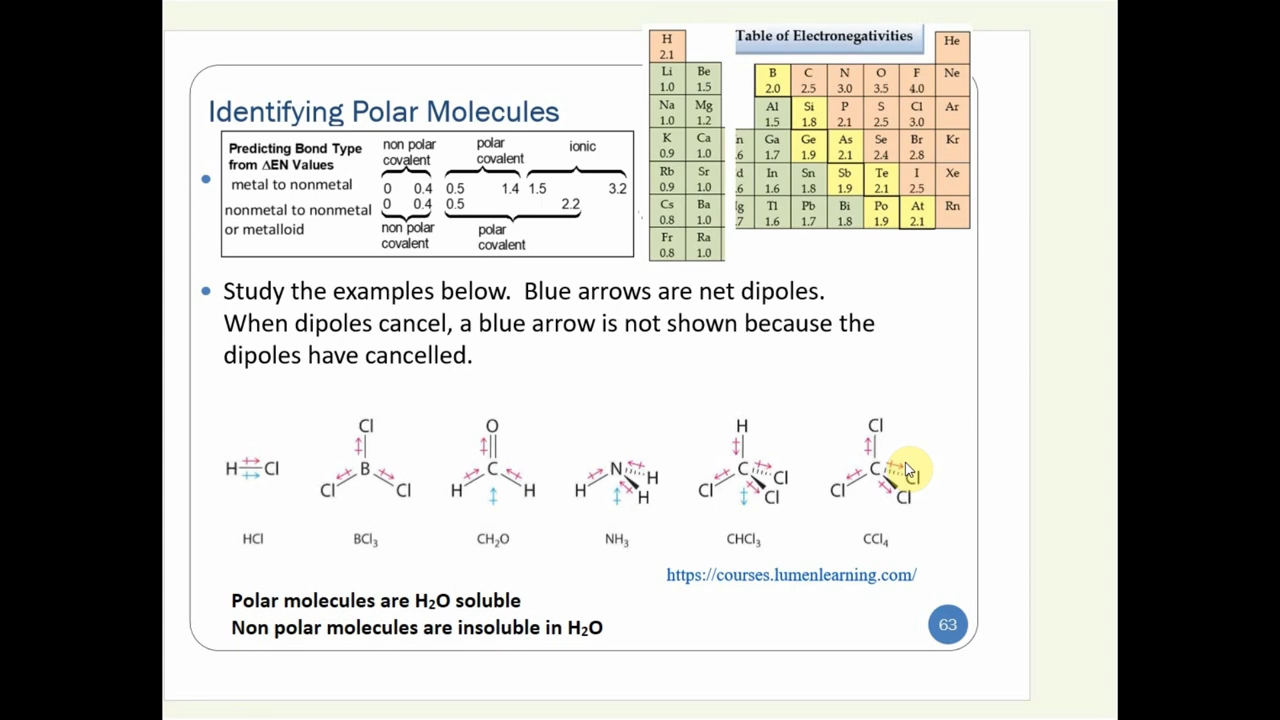 Identifying Polar Molecules
Predicting Bond Type
from ΔEN Values
non polar
covalent
polar
covalent
ionic
metal to nonmetal
0 0.4 0.5 1.4 1.5 3.2
nonmetal to nonmetal
or metalloid
0 0.4 0.5 2.2
non polar
covalent
polar
covalent
Table of Electronegativities
H He
2.1
Li Be B C N O F Ne
1.0 1.5 2.0 2.5 3.0 3.5 4.0
Na Mg Al Si P S Cl Ar
1.0 1.2 1.5 1.8 2.1 2.5 3.0
K Ca n Ga Ge As Se Br Kr
0.9 1.0 .6 1.7 1.9 2.1 2.4 2.8
Rb Sr d In Sn Sb Te I Xe
0.9 1.0 .6 1.6 1.8 1.9 2.1 2.5
Cs Ba lg Tl Pb Bi Po At Rn
0.8 1.0 .7 1.6 1.7 1.8 1.9 2.1
Fr Ra
0.8 1.0
• Study the examples below. Blue arrows are net dipoles.
When dipoles cancel, a blue arrow is not shown because the
dipoles have cancelled.
H Cl
Cl
B
Cl Cl
O
C
H H
N H
H H
H
C Cl
Cl Cl
Cl
C Cl
Cl Cl
HCl BCl₃ CH₂O NH₃ CHCl₃ CCl₄
https://courses.lumenlearning.com/
Polar molecules are H₂O soluble
Non polar molecules are insoluble in H₂O
63